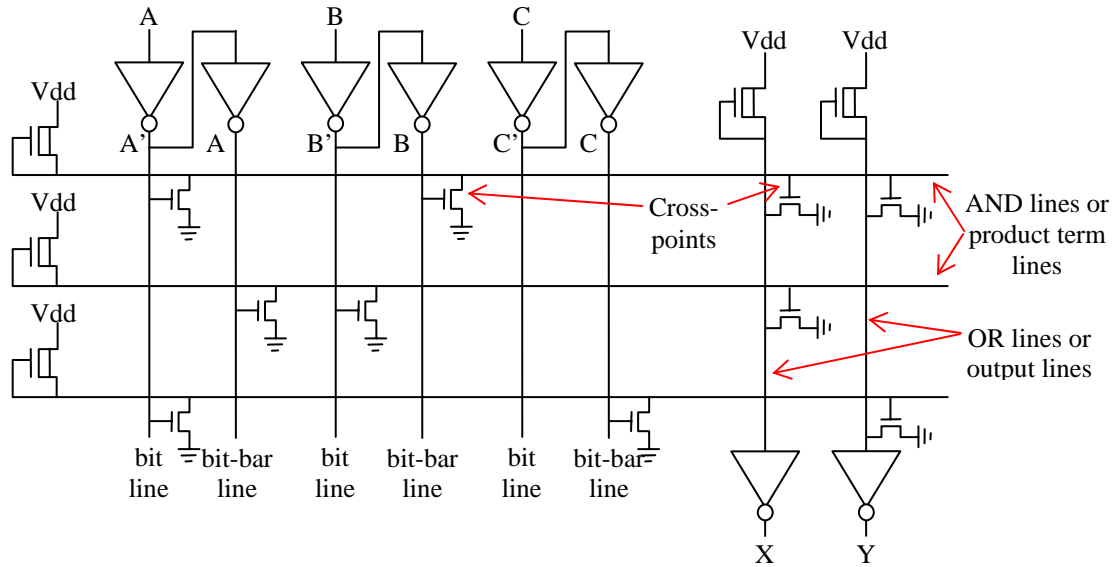 A
B
C
Vdd
Vdd
Vdd
A’
A
B’
B
C’
C
Vdd
Cross-
points
AND lines or
product term
lines
Vdd
OR lines or
output lines
bit
line
bit-bar
line
bit
line
bit-bar
line
bit
line
bit-bar
line
X
Y